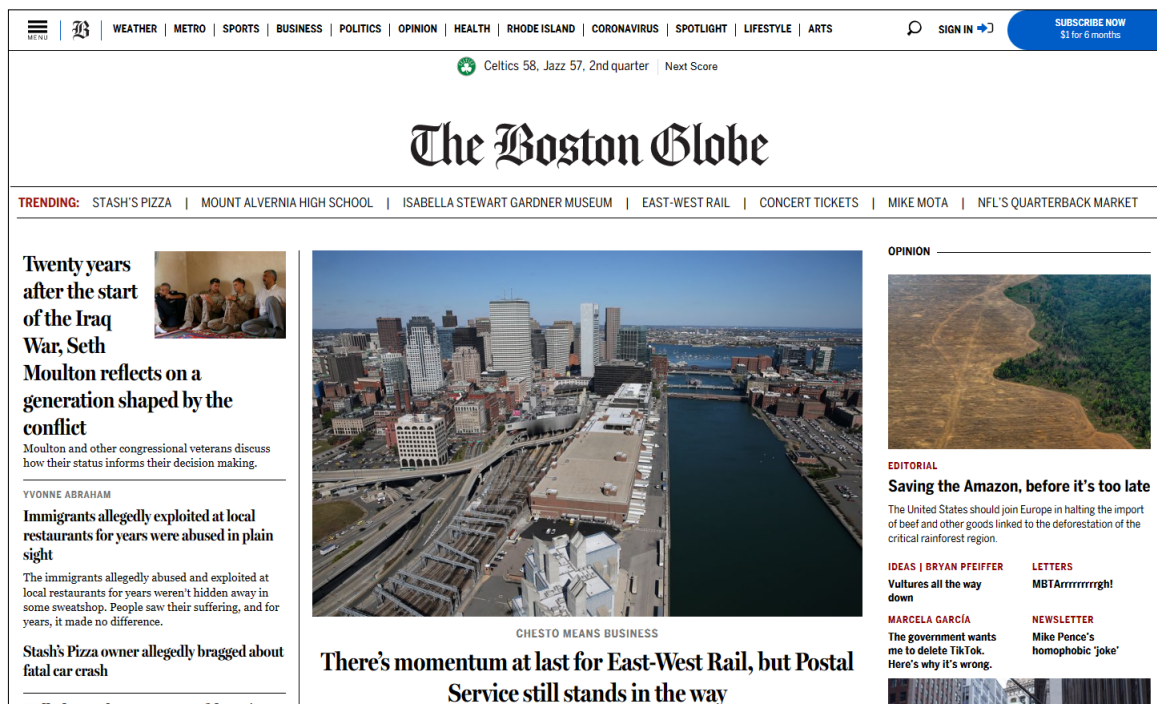 MENU
B
WEATHER | METRO | SPORTS | BUSINESS | POLITICS | OPINION | HEALTH | RHODE ISLAND | CORONAVIRUS | SPOTLIGHT | LIFESTYLE | ARTS
SIGN IN
SUBSCRIBE NOW
$1 for 6 months
Celtics 58, Jazz 57, 2nd quarter | Next Score
The Boston Globe
TRENDING: STASH'S PIZZA | MOUNT ALVERNIA HIGH SCHOOL | ISABELLA STEWART GARDNER MUSEUM | EAST-WEST RAIL | CONCERT TICKETS | MIKE MOTA | NFL'S QUARTERBACK MARKET
Twenty years
after the start
of the Iraq
War, Seth
Moulton reflects on a
generation shaped by the
conflict
Moulton and other congressional veterans discuss
how their status informs their decision making.
YVONNE ABRAHAM
Immigrants allegedly exploited at local
restaurants for years were abused in plain
sight
The immigrants allegedly abused and exploited at
local restaurants for years weren't hidden away in
some sweatshop. People saw their suffering, and for
years, it made no difference.
Stash's Pizza owner allegedly bragged about
fatal car crash
CHESTO MEANS BUSINESS
There's momentum at last for East-West Rail, but Postal
Service still stands in the way
OPINION
EDITORIAL
Saving the Amazon, before it's too late
The United States should join Europe in halting the import
of beef and other goods linked to the deforestation of the
critical rainforest region.
IDEAS | BRYAN PFEIFFER
Vultures all the way
down
LETTERS
MBTArrrrrrrrrgh!
MARCELA GARCÍA
The government wants
me to delete TikTok.
Here's why it's wrong.
NEWSLETTER
Mike Pence's
homophobic 'joke'